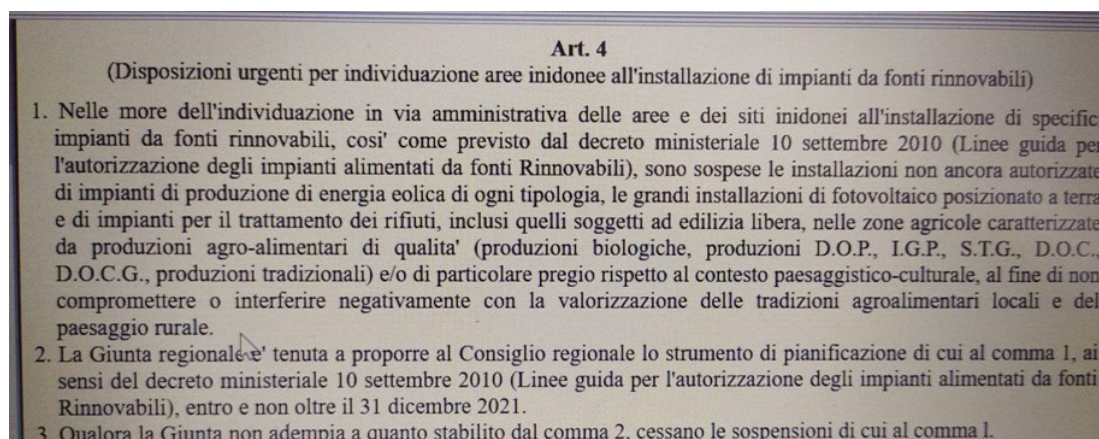 Art. 4
(Disposizioni urgenti per individuazione aree inidonee all'installazione di impianti da fonti rinnovabili)
1. Nelle more dell'individuazione in via amministrativa delle aree e dei siti inidonei all'installazione di specific
impianti da fonti rinnovabili, cosi' come previsto dal decreto ministeriale 10 settembre 2010 (Linee guida per
l'autorizzazione degli impianti alimentati da fonti Rinnovabili), sono sospese le installazioni non ancora autorizzate
di impianti di produzione di energia eolica di ogni tipologia, le grandi installazioni di fotovoltaico posizionato a terra
e di impianti per il trattamento dei rifiuti, inclusi quelli soggetti ad edilizia libera, nelle zone agricole caratterizzate
da produzioni agro-alimentari di qualita' (produzioni biologiche, produzioni D.O.P., I.G.P., S.T.G., D.O.C.,
D.O.C.G., produzioni tradizionali) e/o di particolare pregio rispetto al contesto paesaggistico-culturale, al fine di non
compromettere o interferire negativamente con la valorizzazione delle tradizioni agroalimentari locali e del
paesaggio rurale.
2. La Giunta regionale e' tenuta a proporre al Consiglio regionale lo strumento di pianificazione di cui al comma 1, ai
sensi del decreto ministeriale 10 settembre 2010 (Linee guida per l'autorizzazione degli impianti alimentati da fonti
Rinnovabili), entro e non oltre il 31 dicembre 2021.
3. Qualora la Giunta non adempia a quanto stabilito dal comma 2, cessano le sospensioni di cui al comma 1.